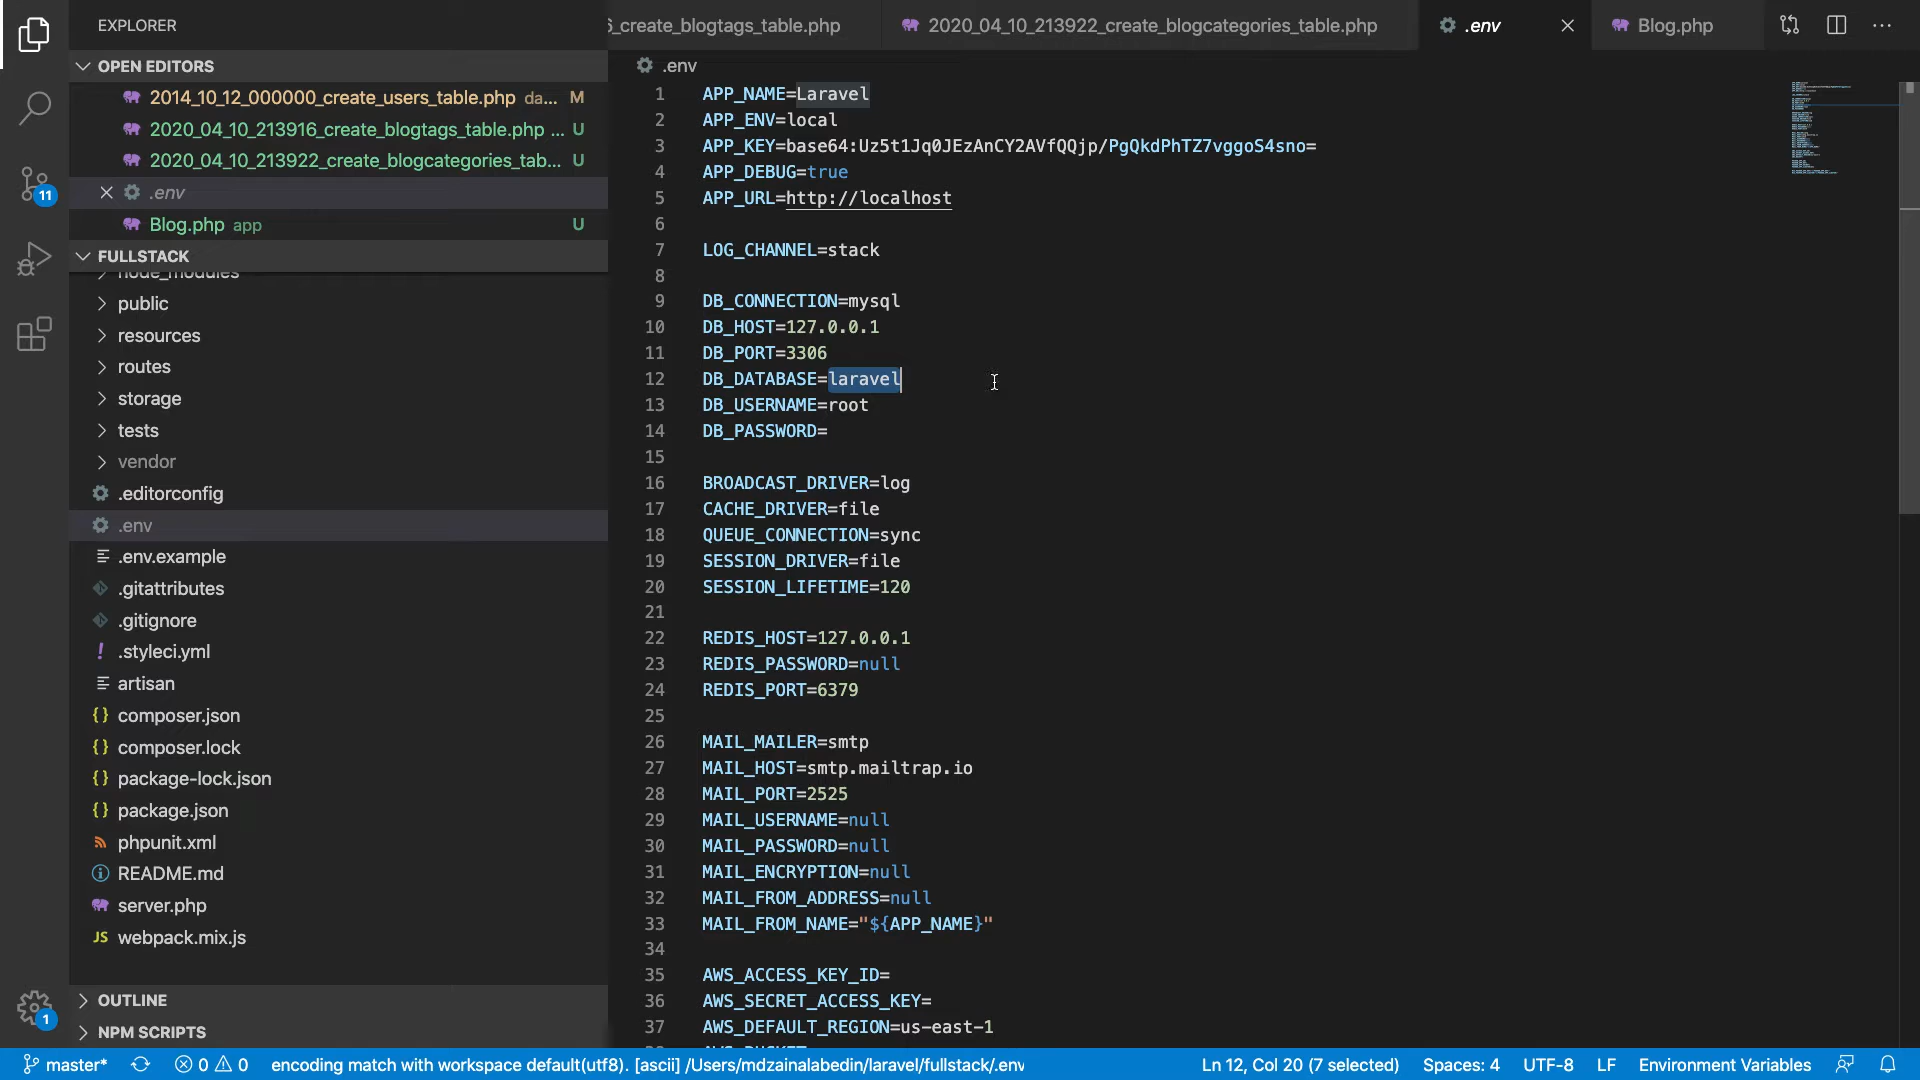 EXPLORER
OPEN EDITORS
2014_10_12_000000_create_users_table.php da... M
2020_04_10_213916_create_blogtags_table.php ... U
2020_04_10_213922_create_blogcategories_tab... U
.env
Blog.php app U
FULLSTACK
node_modules
public
resources
routes
storage
tests
vendor
.editorconfig
.env
.env.example
.gitattributes
.gitignore
.styleci.yml
artisan
composer.json
composer.lock
package-lock.json
package.json
phpunit.xml
README.md
server.php
webpack.mix.js
OUTLINE
NPM SCRIPTS
11
1
6_create_blogtags_table.php 2020_04_10_213922_create_blogcategories_table.php .env Blog.php
.env
1 APP_NAME=Laravel
2 APP_ENV=local
3 APP_KEY=base64:Uz5t1Jq0JEzAnCY2AVfQQjp/PgQkdPhTZ7vggoS4sno=
4 APP_DEBUG=true
5 APP_URL=http://localhost
6
7 LOG_CHANNEL=stack
8
9 DB_CONNECTION=mysql
10 DB_HOST=127.0.0.1
11 DB_PORT=3306
12 DB_DATABASE=laravel
13 DB_USERNAME=root
14 DB_PASSWORD=
15
16 BROADCAST_DRIVER=log
17 CACHE_DRIVER=file
18 QUEUE_CONNECTION=sync
19 SESSION_DRIVER=file
20 SESSION_LIFETIME=120
21
22 REDIS_HOST=127.0.0.1
23 REDIS_PASSWORD=null
24 REDIS_PORT=6379
25
26 MAIL_MAILER=smtp
27 MAIL_HOST=smtp.mailtrap.io
28 MAIL_PORT=2525
29 MAIL_USERNAME=null
30 MAIL_PASSWORD=null
31 MAIL_ENCRYPTION=null
32 MAIL_FROM_ADDRESS=null
33 MAIL_FROM_NAME="${APP_NAME}"
34
35 AWS_ACCESS_KEY_ID=
36 AWS_SECRET_ACCESS_KEY=
37 AWS_DEFAULT_REGION=us-east-1
master* 0 0 encoding match with workspace default(utf8). [ascii] /Users/mdzainalabedin/laravel/fullstack/.env Ln 12, Col 20 (7 selected) Spaces: 4 UTF-8 LF Environment Variables